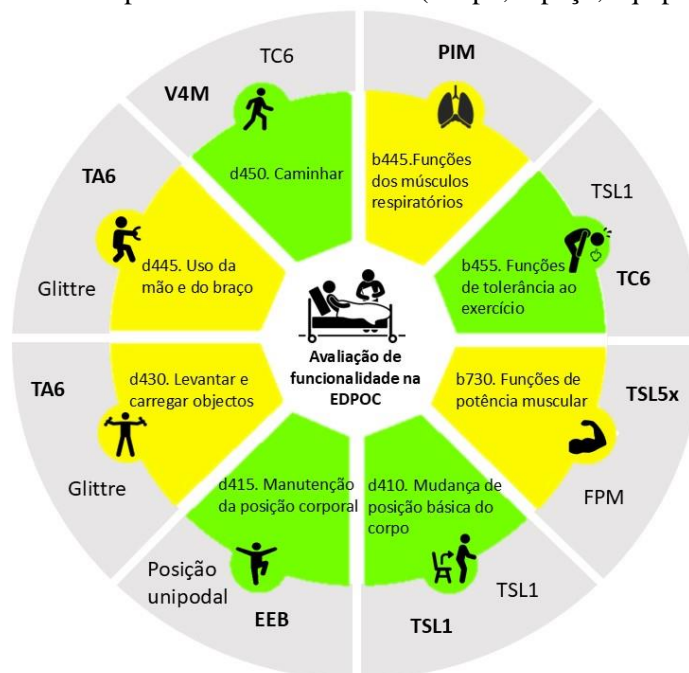 TC6
V4M
d450. Caminhar
PIM
b445.Funções
dos músculos
respiratórios
TSL1
b455. Funções
de tolerância ao
exercício
TC6
TSL5x
b730. Funções de
potência muscular
FPM
d410. Mudança de
posição básica do
corpo
TSL1
TSL1
d415. Manutenção
da posição corporal
Posição
unipodal
EEB
TA6
d430. Levantar e
carregar objectos
Glittre
TA6
d445. Uso da
mão e do braço
Glittre
Avaliação de
funcionalidade na
EDPOC